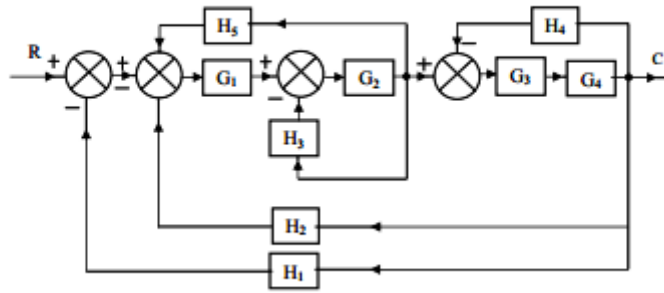 H₅
H₄
R + + + +
− − − −
G₁ G₂ G₃ G₄ C
H₃
H₂
H₁